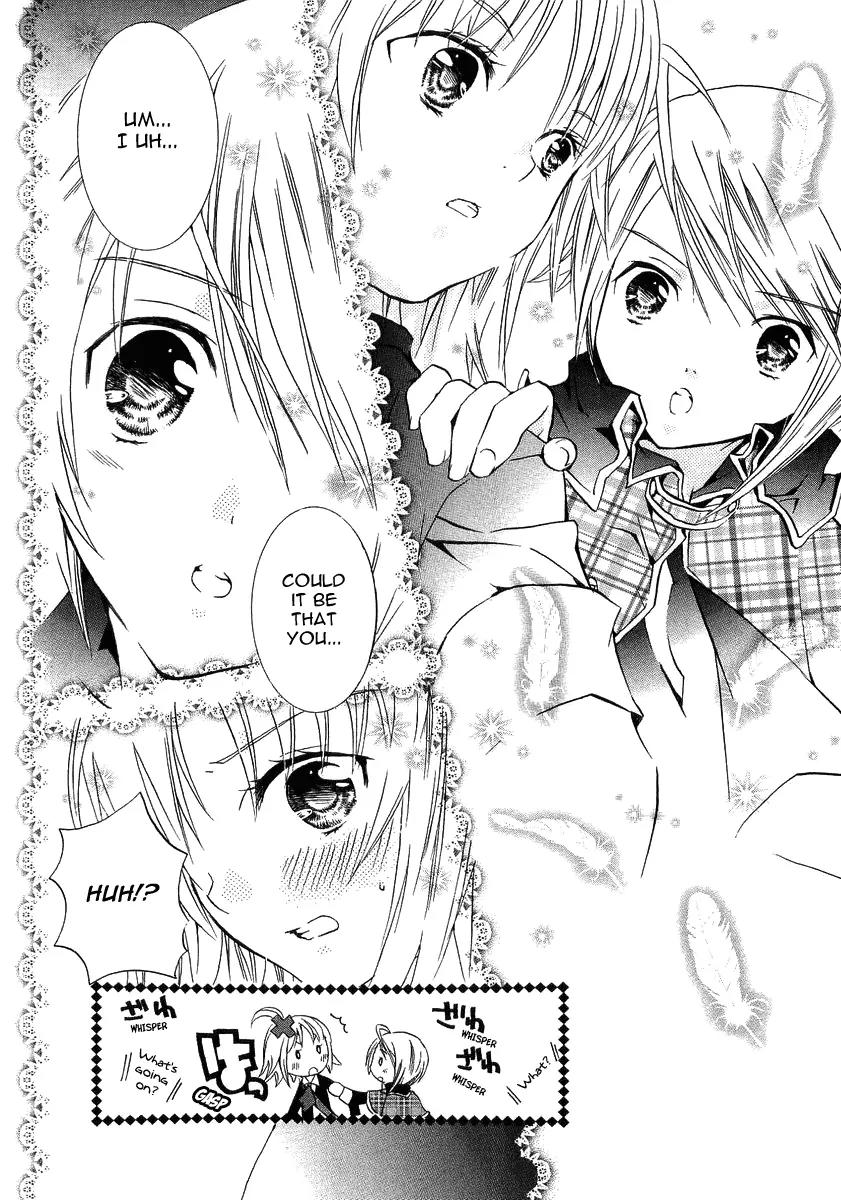 UM...
I UH...
COULD
IT BE
THAT
YOU...
HUH!?
ざわ
WHISPER
What's
Going
on?
はっ
GASP
ざわ
WHISPER
ざわ
WHISPER
What?